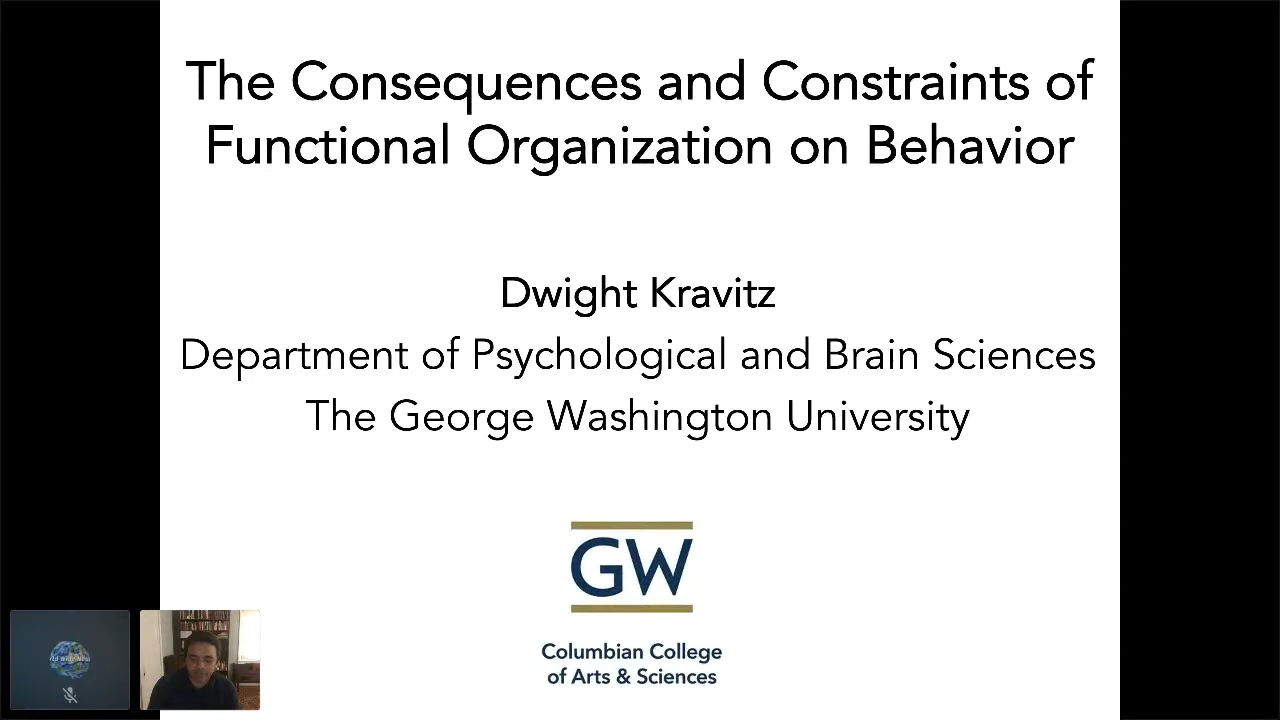 The Consequences and Constraints of
Functional Organization on Behavior
Dwight Kravitz
Department of Psychological and Brain Sciences
The George Washington University
GW
Columbian College
of Arts & Sciences